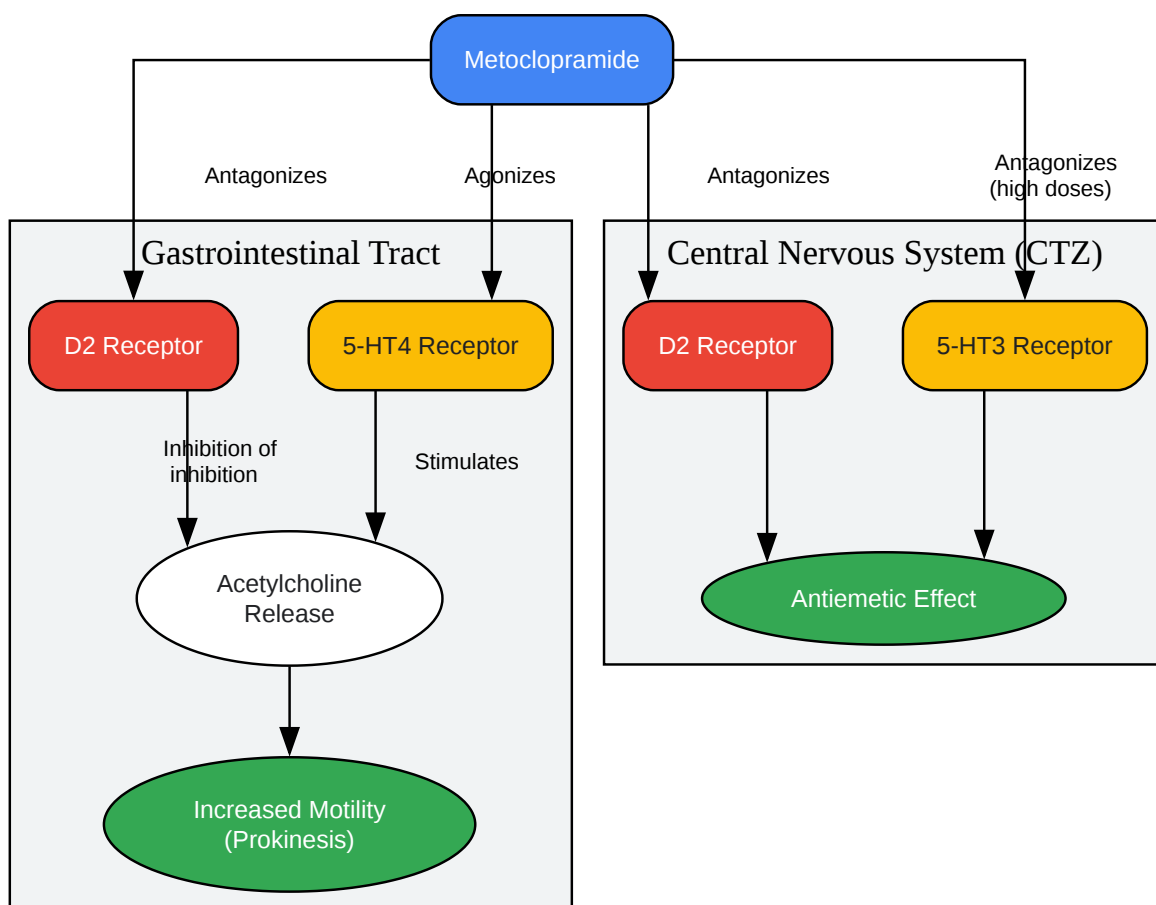 Metoclopramide
Antagonizes
Agonizes
Antagonizes
Antagonizes
(high doses)
Gastrointestinal Tract
Central Nervous System (CTZ)
D2 Receptor
5-HT4 Receptor
D2 Receptor
5-HT3 Receptor
Inhibition of
inhibition
Stimulates
Acetylcholine
Release
Antiemetic Effect
Increased Motility
(Prokinesis)